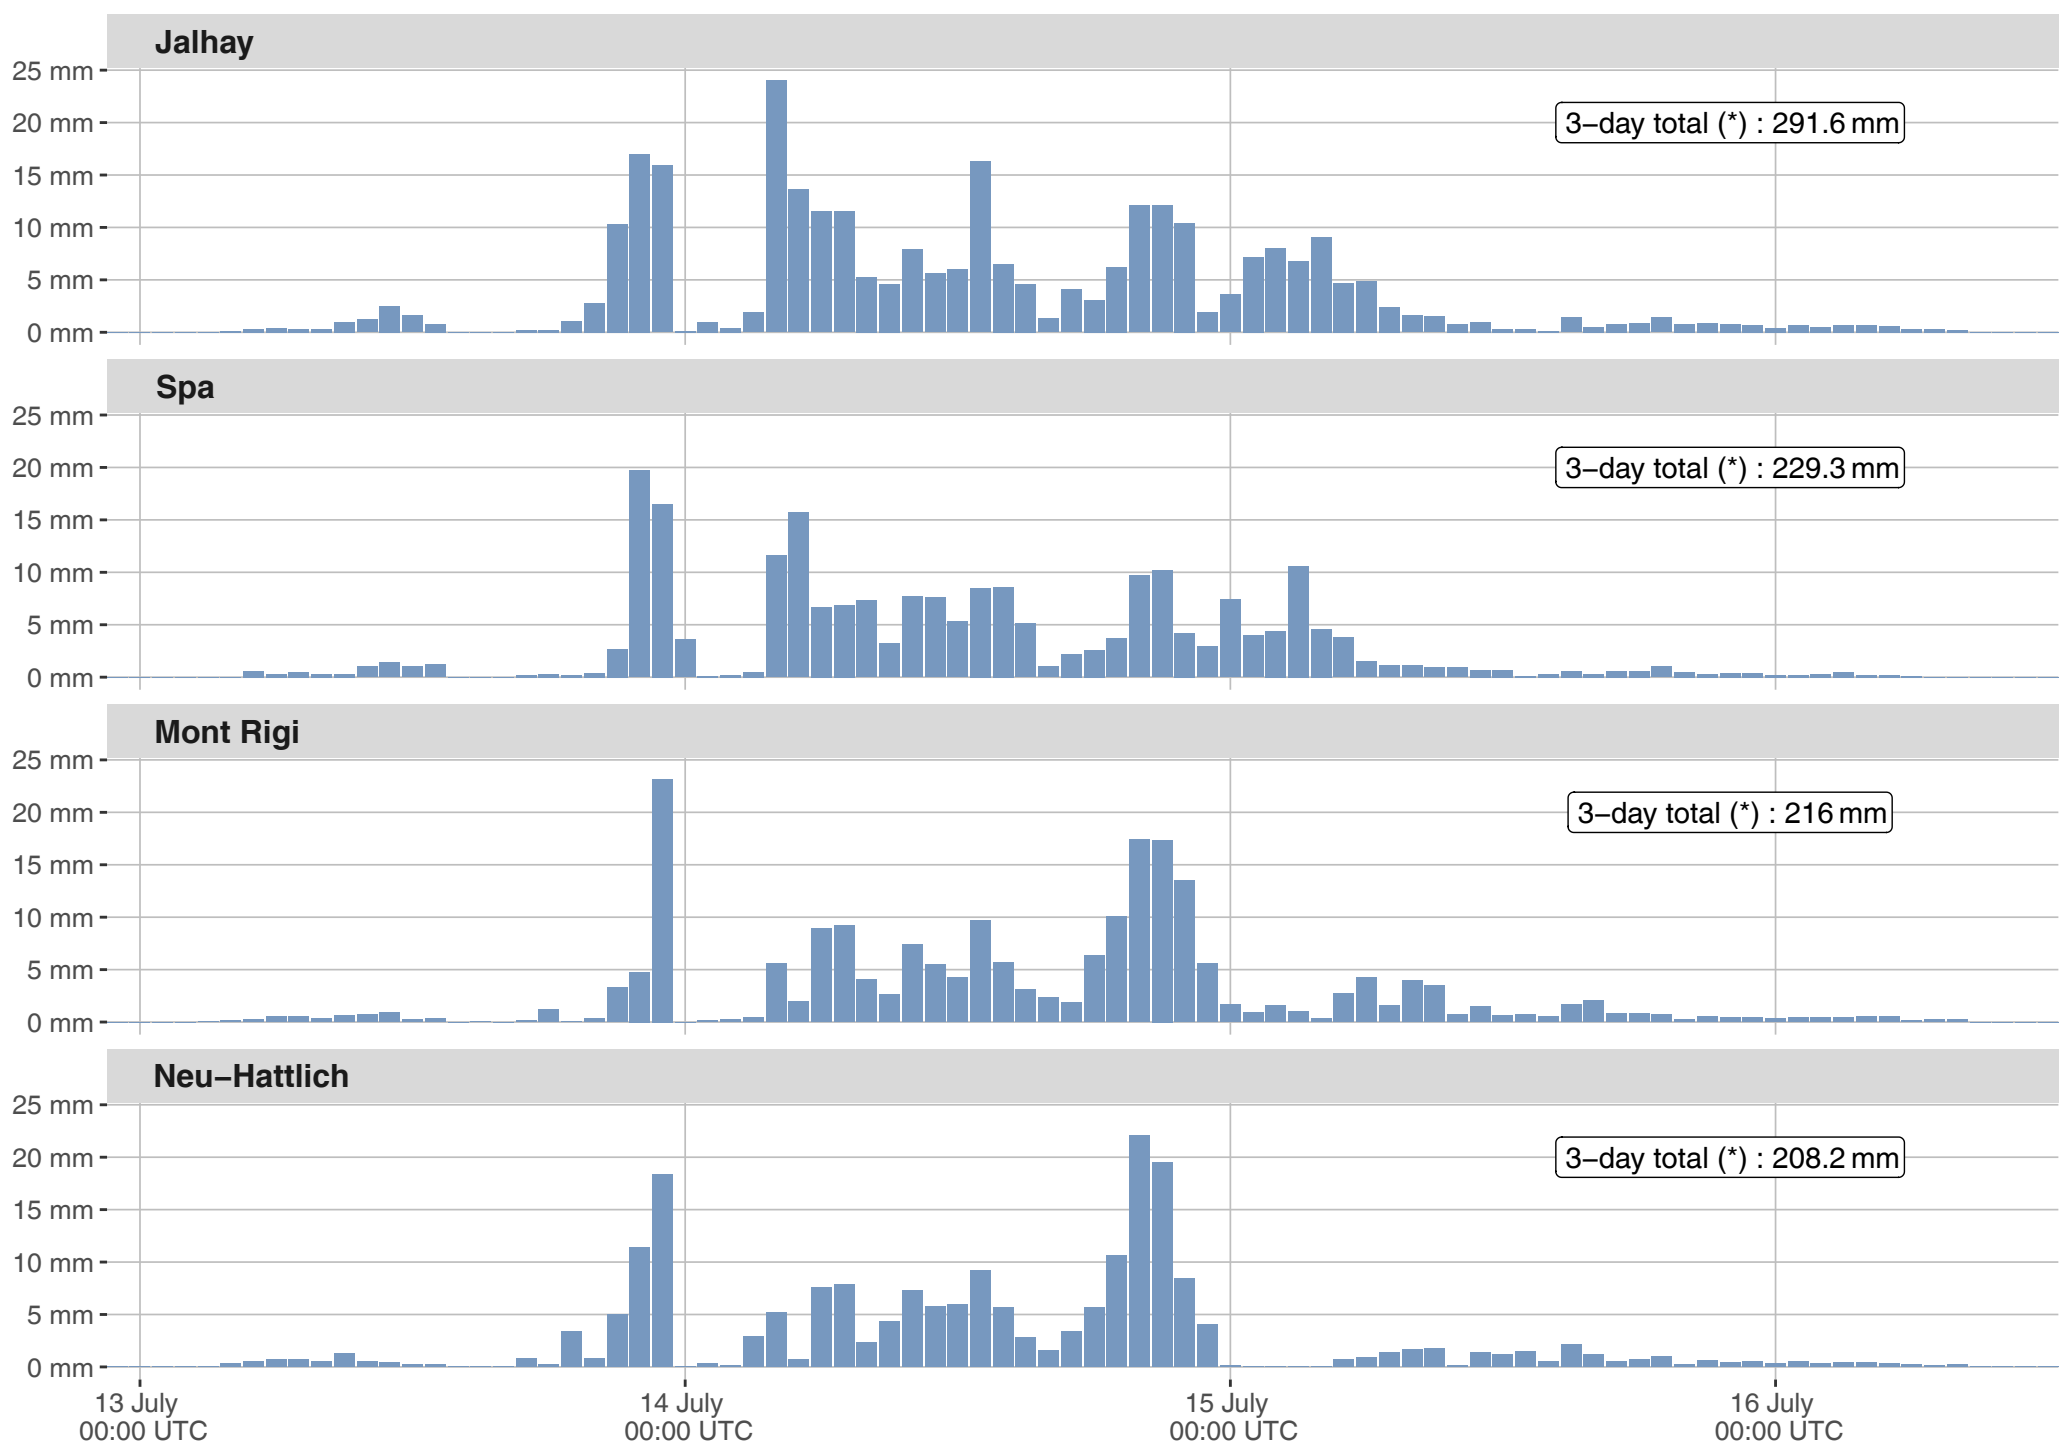 Jalhay
25 mm
20 mm
15 mm
10 mm
5 mm
0 mm
3−day total (*) : 291.6 mm
Spa
25 mm
20 mm
15 mm
10 mm
5 mm
0 mm
3−day total (*) : 229.3 mm
Mont Rigi
25 mm
20 mm
15 mm
10 mm
5 mm
0 mm
3−day total (*) : 216 mm
Neu−Hattlich
25 mm
20 mm
15 mm
10 mm
5 mm
0 mm
3−day total (*) : 208.2 mm
13 July
00:00 UTC
14 July
00:00 UTC
15 July
00:00 UTC
16 July
00:00 UTC